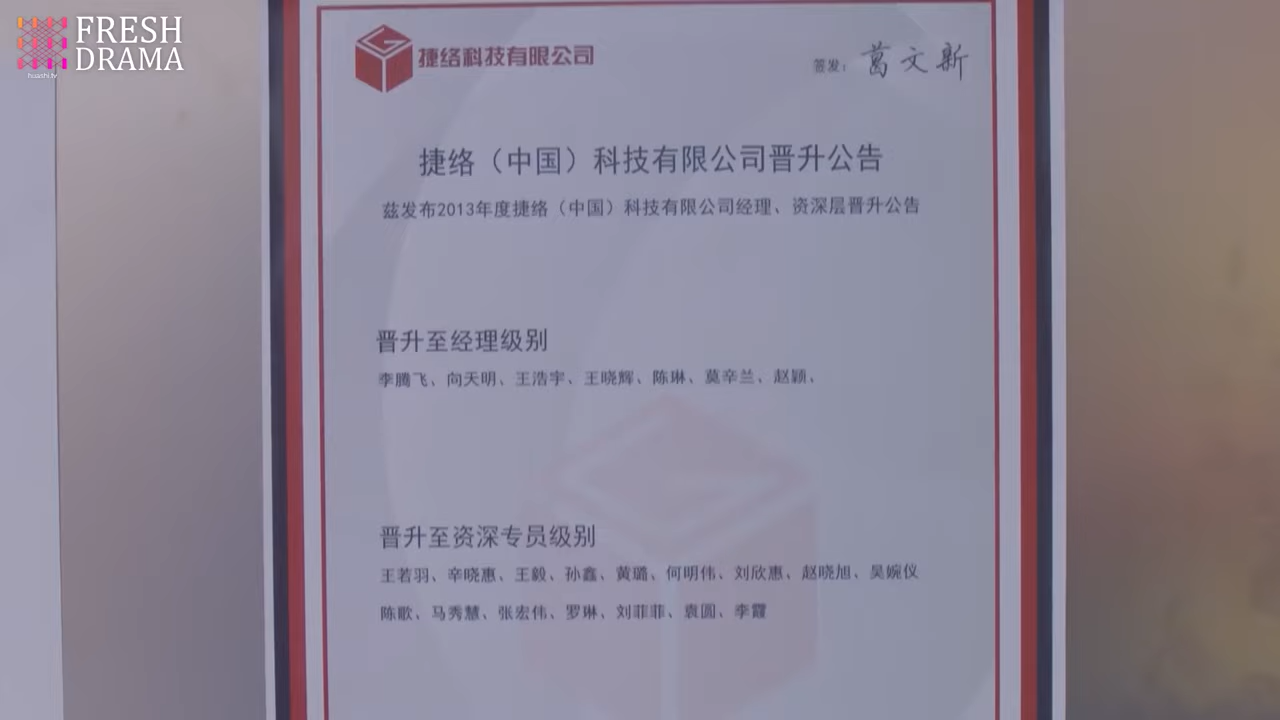 FRESH
DRAMA
huashi.tv
捷络科技有限公司
签发：葛文新
捷络（中国）科技有限公司晋升公告
兹发布2013年度捷络（中国）科技有限公司经理、资深层晋升公告
晋升至经理级别
李腾飞、向天明、王浩宇、王晓辉、陈琳、莫辛兰、赵颖、
晋升至资深专员级别
王若羽、辛晓惠、王毅、孙鑫、黄璐、何明伟、刘欣惠、赵晓旭、吴婉仪
陈歌、马秀慧、张宏伟、罗琳、刘菲菲、袁圆、李霞